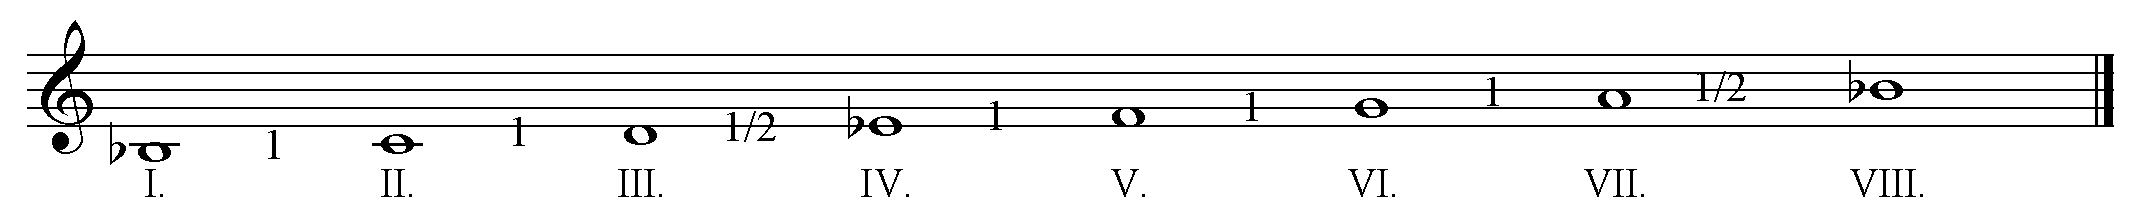 1 1 1/2 1 1 1 1/2
I. II. III. IV. V. VI. VII. VIII.